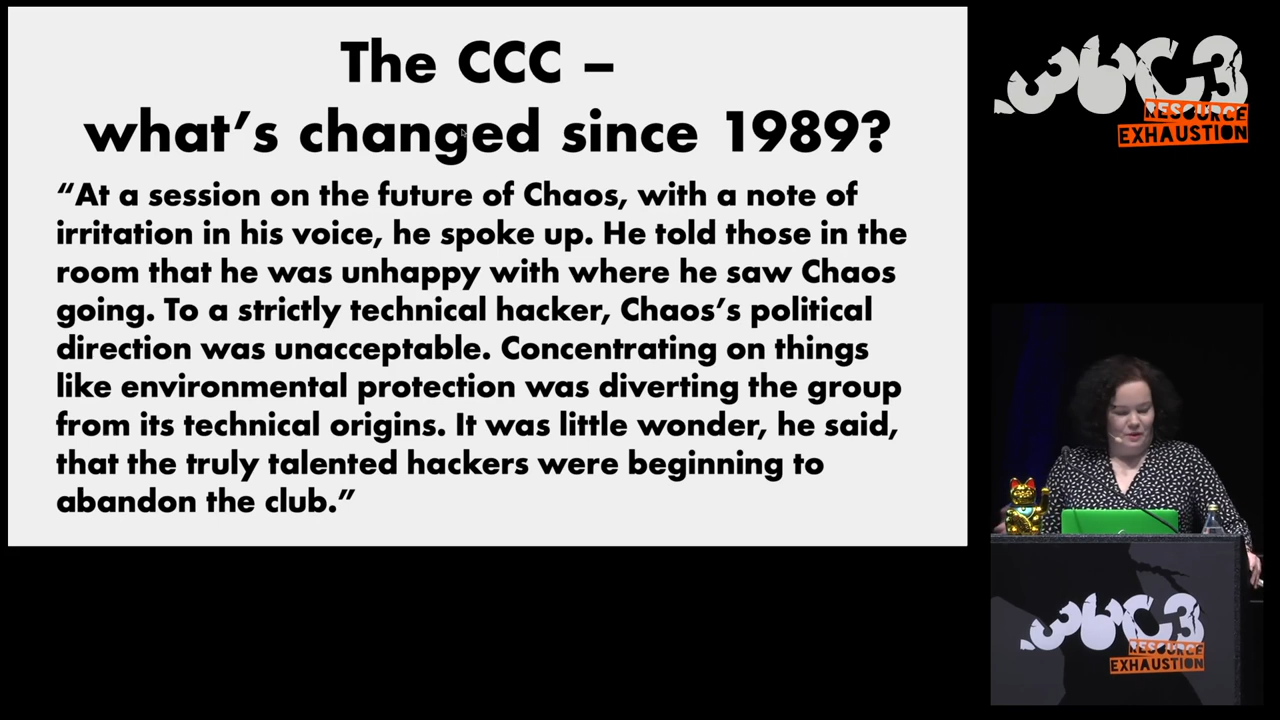 The CCC –
what’s changed since 1989?
“At a session on the future of Chaos, with a note of
irritation in his voice, he spoke up. He told those in the
room that he was unhappy with where he saw Chaos
going. To a strictly technical hacker, Chaos’s political
direction was unacceptable. Concentrating on things
like environmental protection was diverting the group
from its technical origins. It was little wonder, he said,
that the truly talented hackers were beginning to
abandon the club.”
36C3
RESOURCE
EXHAUSTION
36C3
RESOURCE
EXHAUSTION